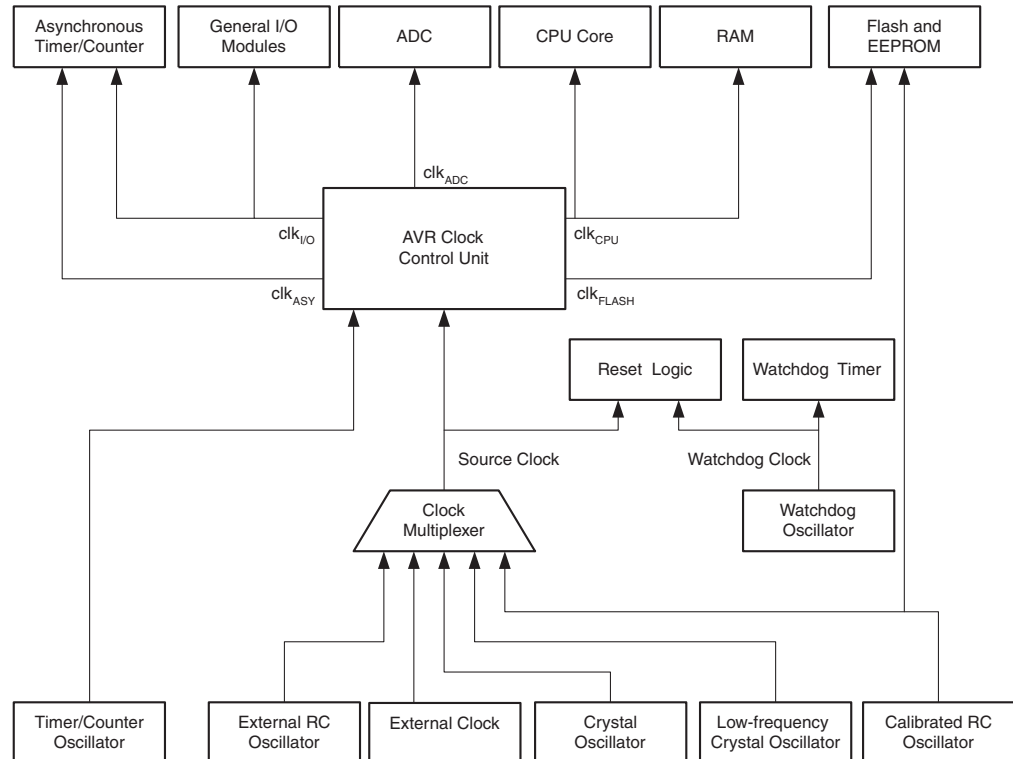 Asynchronous
Timer/Counter
General I/O
Modules
ADC
CPU Core
RAM
Flash and
EEPROM
clkADC
clkI/O
AVR Clock
Control Unit
clkCPU
clkASY
clkFLASH
Reset Logic
Watchdog Timer
Source Clock
Watchdog Clock
Clock
Multiplexer
Watchdog
Oscillator
Timer/Counter
Oscillator
External RC
Oscillator
External Clock
Crystal
Oscillator
Low-frequency
Crystal Oscillator
Calibrated RC
Oscillator